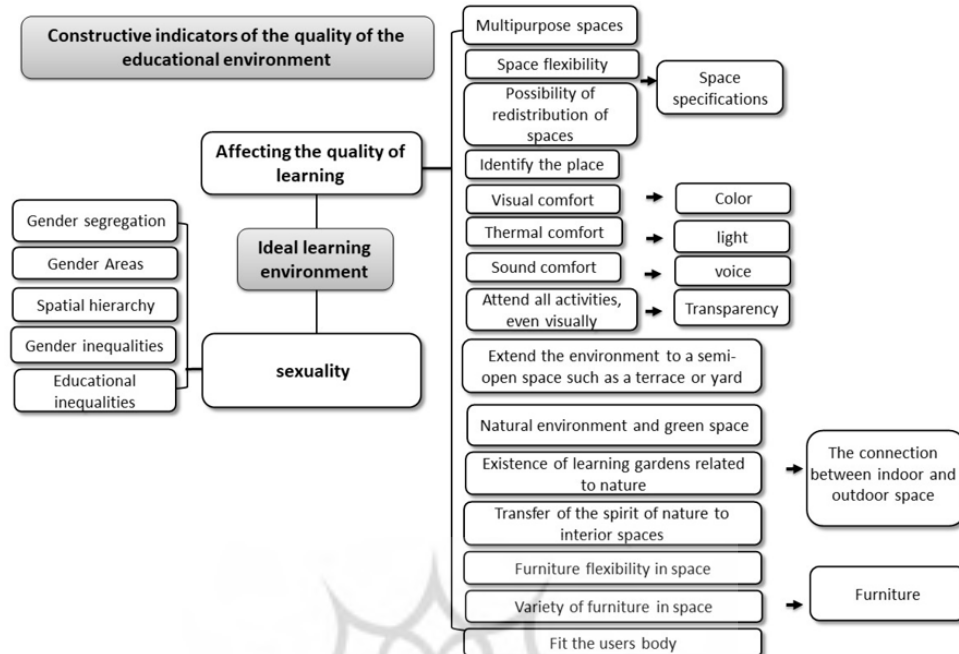 Constructive indicators of the quality of the
educational environment
Affecting the quality of
learning
Ideal learning
environment
sexuality
Gender segregation
Gender Areas
Spatial hierarchy
Gender inequalities
Educational
inequalities
Multipurpose spaces
Space flexibility
Possibility of
redistribution of
spaces
Space
specifications
Identify the place
Visual comfort
Color
Thermal comfort
light
Sound comfort
voice
Attend all activities,
even visually
Transparency
Extend the environment to a semi-
open space such as a terrace or yard
Natural environment and green space
Existence of learning gardens related
to nature
Transfer of the spirit of nature to
interior spaces
The connection
between indoor and
outdoor space
Furniture flexibility in space
Variety of furniture in space
Fit the users body
Furniture